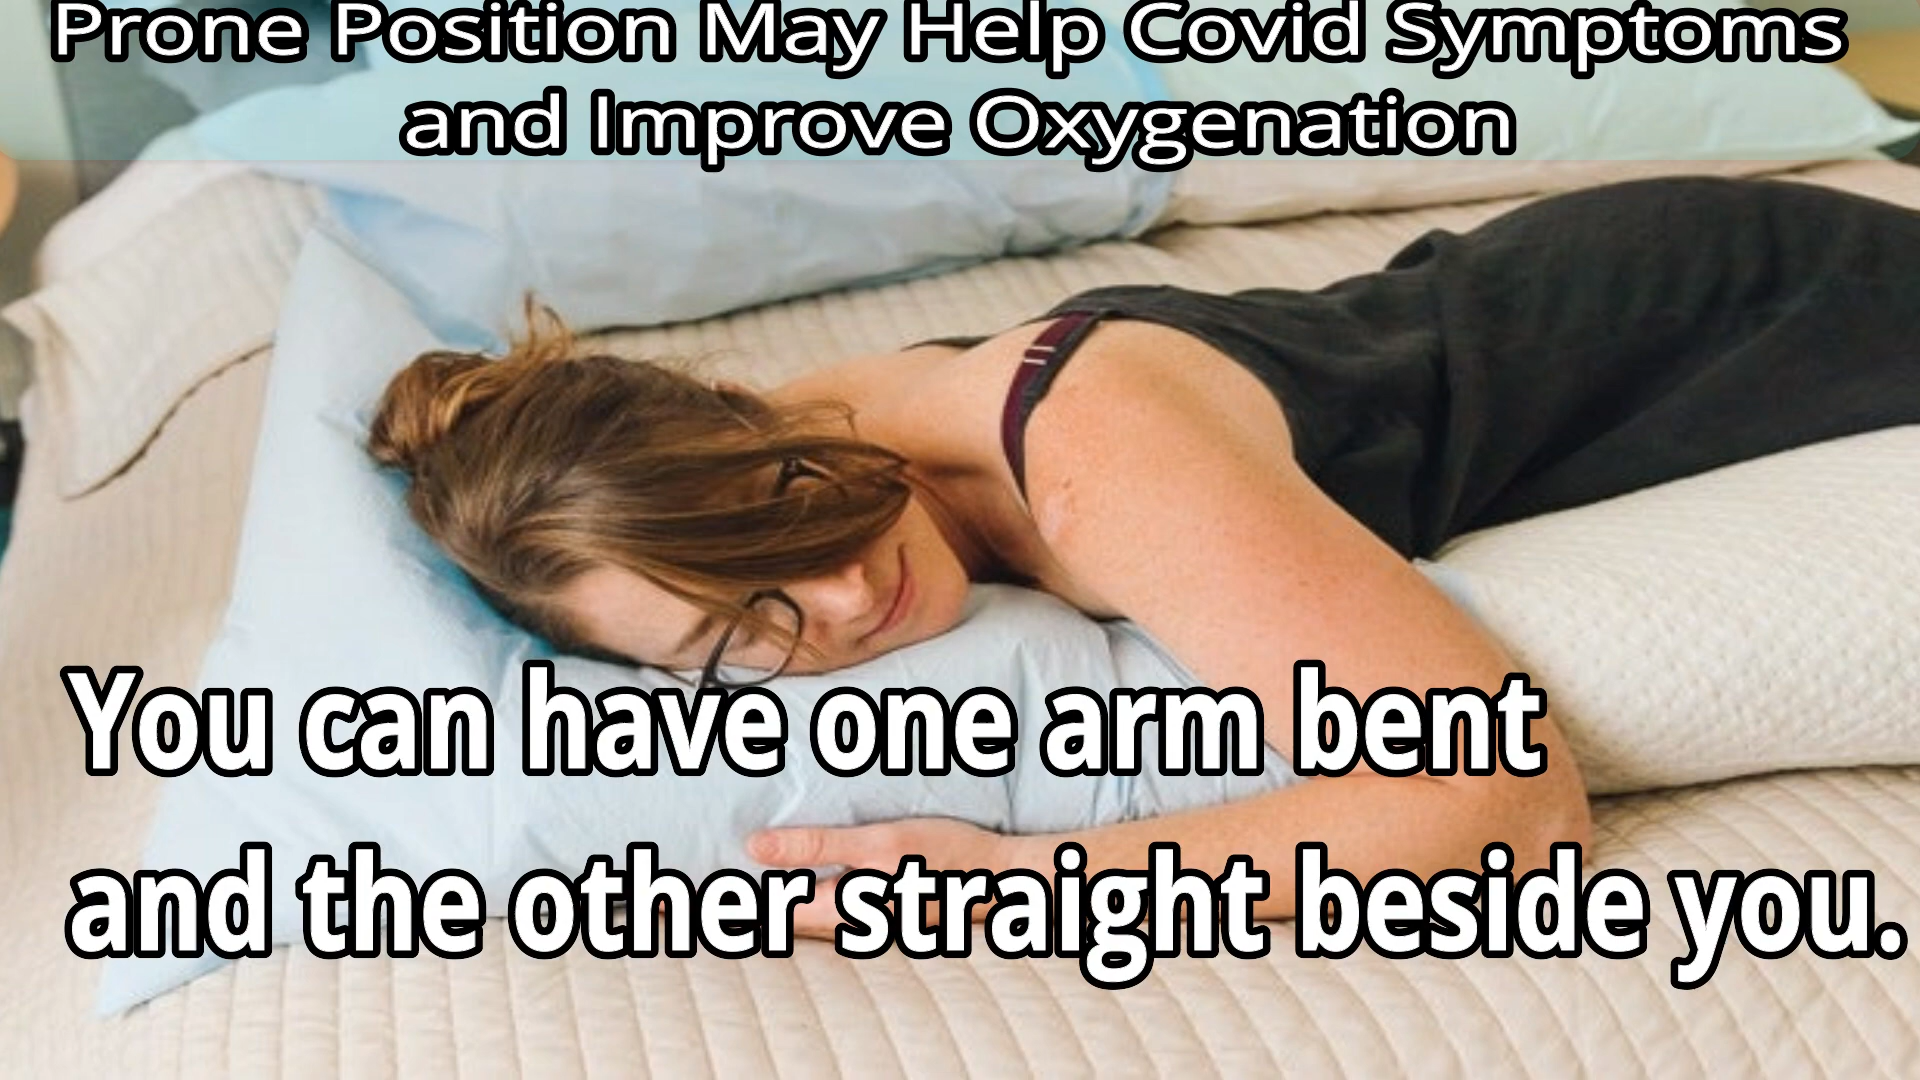 Prone Position May Help Covid Symptoms
and Improve Oxygenation
You can have one arm bent
and the other straight beside you.